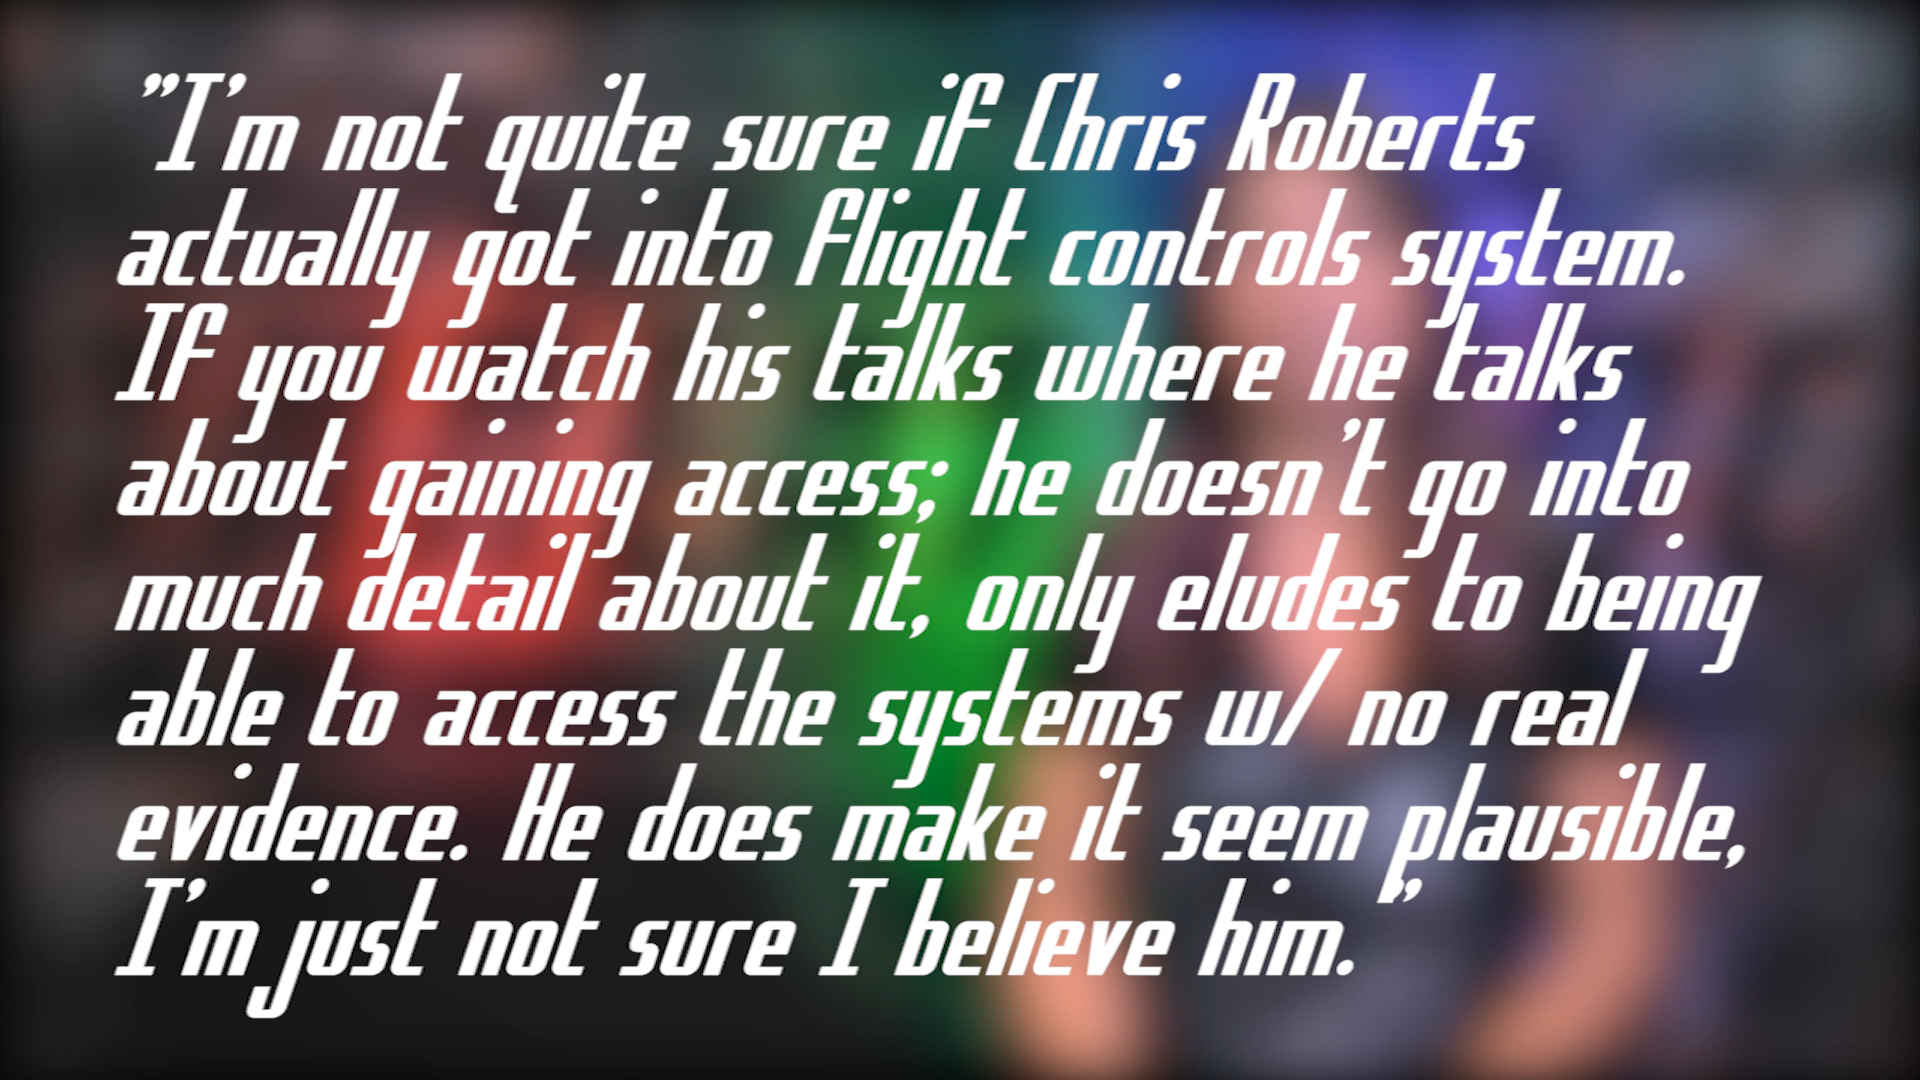 "I'm not quite sure if Chris Roberts
actually got into flight controls system.
If you watch his talks where he talks
about gaining access; he doesn't go into
much detail about it, only eludes to being
able to access the systems w/ no real
evidence. He does make it seem plausible,
I'm just not sure I believe him."